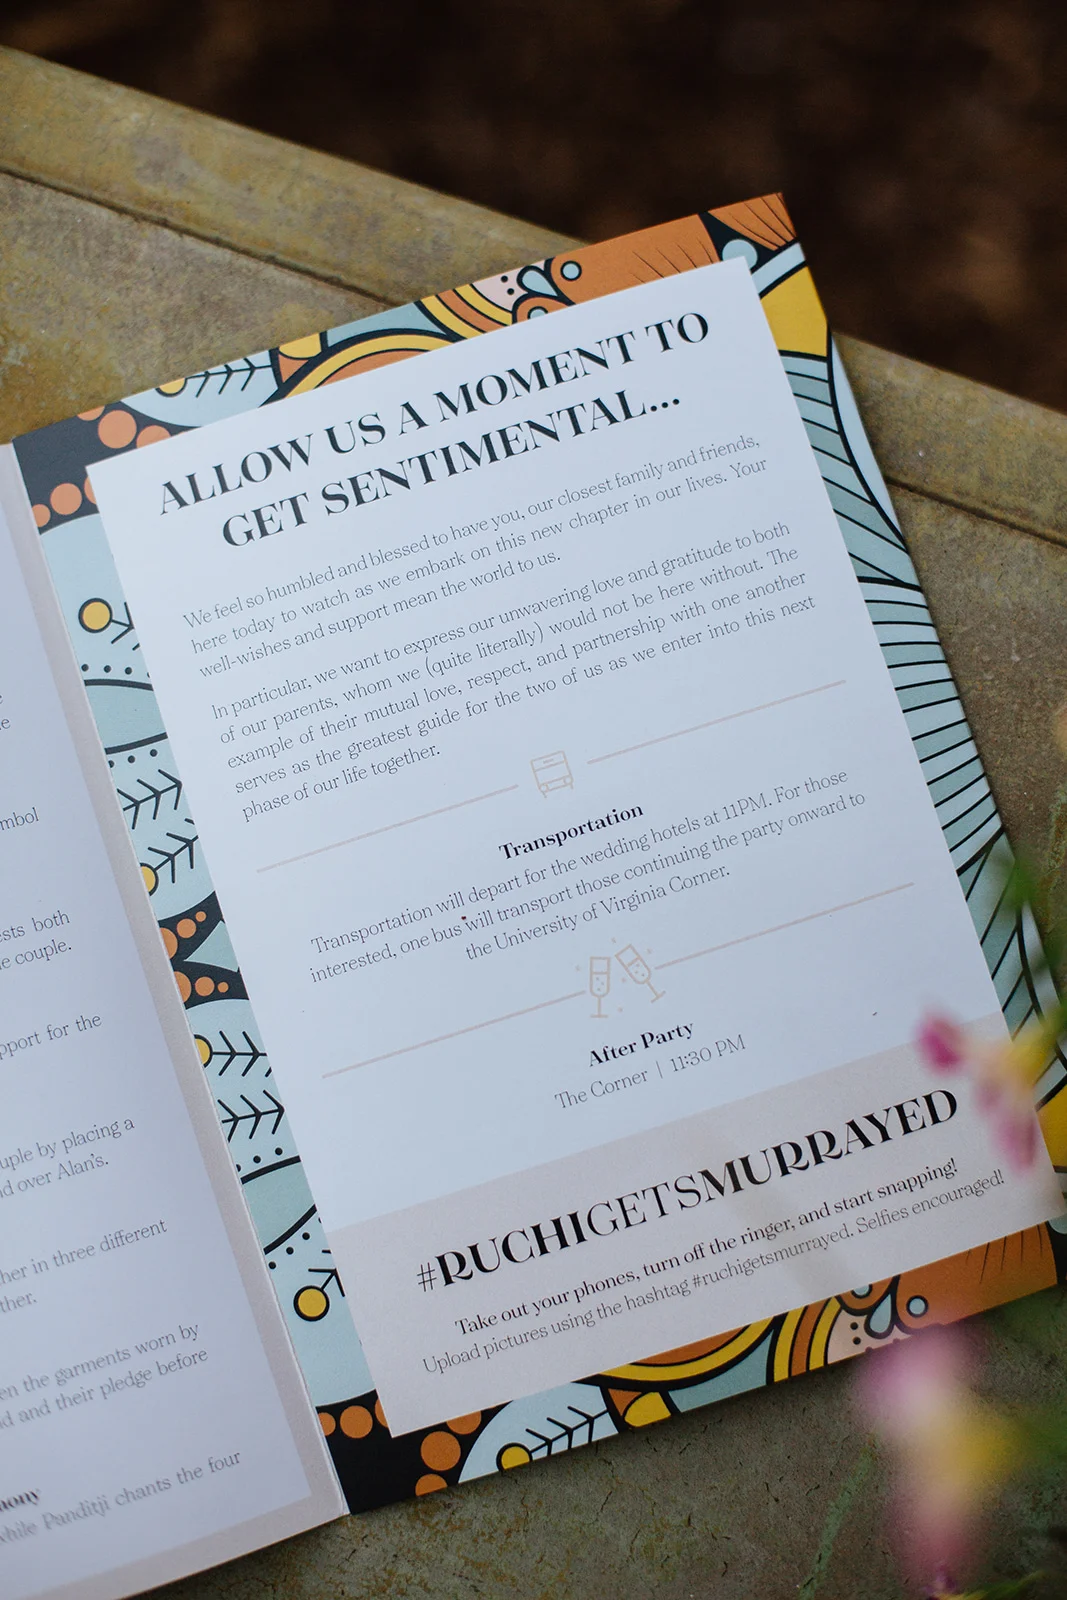 mbol
sts both
e couple.
pport for the
uple by placing a
d over Alan's.
her in three different
ther.
en the garments worn by
d and their pledge before
mony
while Panditji chants the four
ALLOW US A MOMENT TO
GET SENTIMENTAL...
We feel so humbled and blessed to have you, our closest family and friends,
here today to watch as we embark on this new chapter in our lives. Your
well-wishes and support mean the world to us.
In particular, we want to express our unwavering love and gratitude to both
of our parents, whom we (quite literally) would not be here without. The
example of their mutual love, respect, and partnership with one another
serves as the greatest guide for the two of us as we enter into this next
phase of our life together.
Transportation
Transportation will depart for the wedding hotels at 11PM. For those
interested, one bus will transport those continuing the party onward to
the University of Virginia Corner.
After Party
The Corner | 11:30 PM
#RUCHIGETSMURRAYED
Take out your phones, turn off the ringer, and start snapping!
Upload pictures using the hashtag #ruchigetsmurrayed. Selfies encouraged!